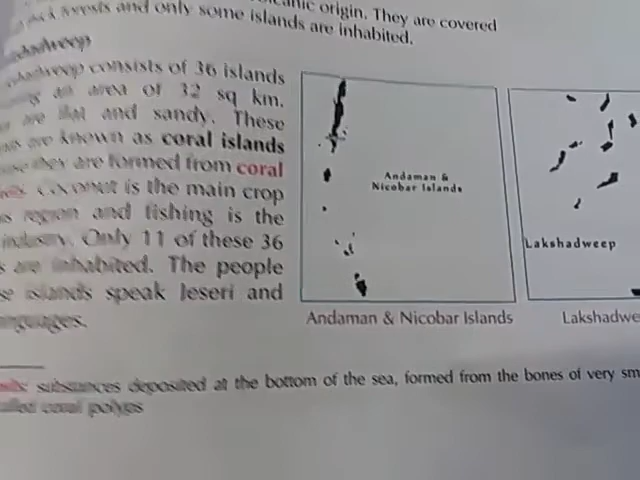 forests and only some islands are inhabited.
origin. They are covered
consists of 36 islands
an area of 32 sq km.
are flat and sandy. These
are known as coral islands
they are formed from coral
Coconut is the main crop
region and fishing is the
industry. Only 11 of these 36
are inhabited. The people
islands speak Jeseri and
Andaman &
Nicobar Islands
Lakshadweep
Andaman & Nicobar Islands
Lakshadwe
substances deposited at the bottom of the sea, formed from the bones of very sm
coral polyps